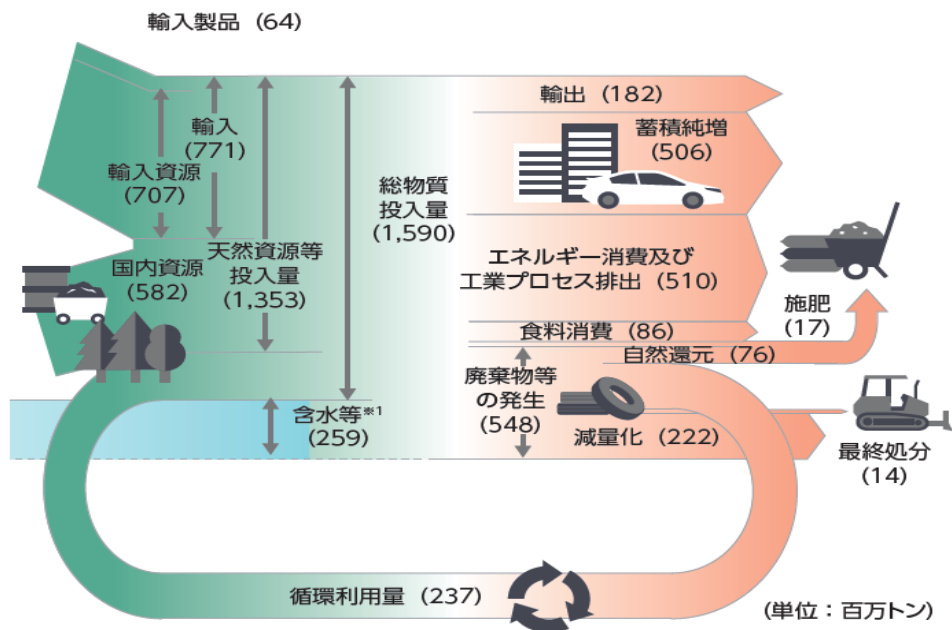 輸入製品 (64)
輸出 (182)
輸入
(771)
蓄積純増
(506)
輸入資源
(707)
総物質
投入量
(1,590)
国内資源
(582)
天然資源等
投入量
(1,353)
エネルギー消費及び
工業プロセス排出 (510)
施肥
(17)
食料消費 (86)
自然還元 (76)
廃棄物等
の発生
(548)
含水等※1
(259)
減量化 (222)
最終処分
(14)
循環利用量 (237)
(単位：百万トン)